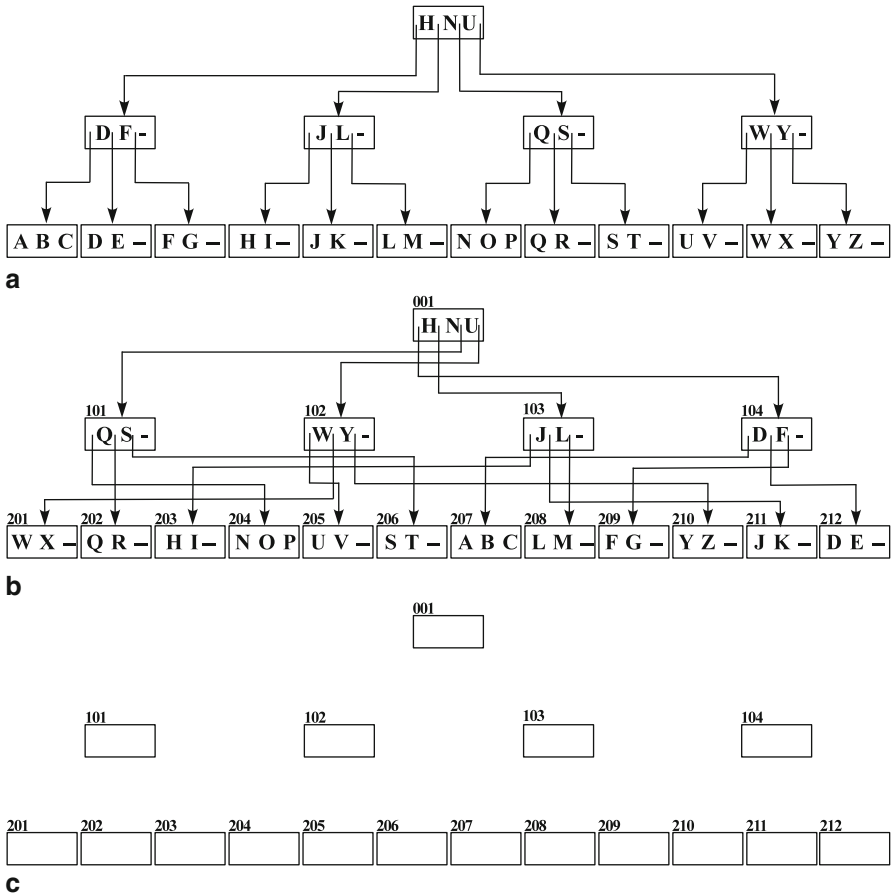 H N U
D F - J L - Q S - W Y -
A B C D E – F G – H I – J K – L M – N O P Q R – S T – U V – W X – Y Z –
a
001
H N U
101 102 103 104
Q S - W Y - J L - D F -
201 202 203 204 205 206 207 208 209 210 211 212
W X – Q R – H I – N O P U V – S T – A B C L M – F G – Y Z – J K – D E –
b
001
101 102 103 104
201 202 203 204 205 206 207 208 209 210 211 212
c